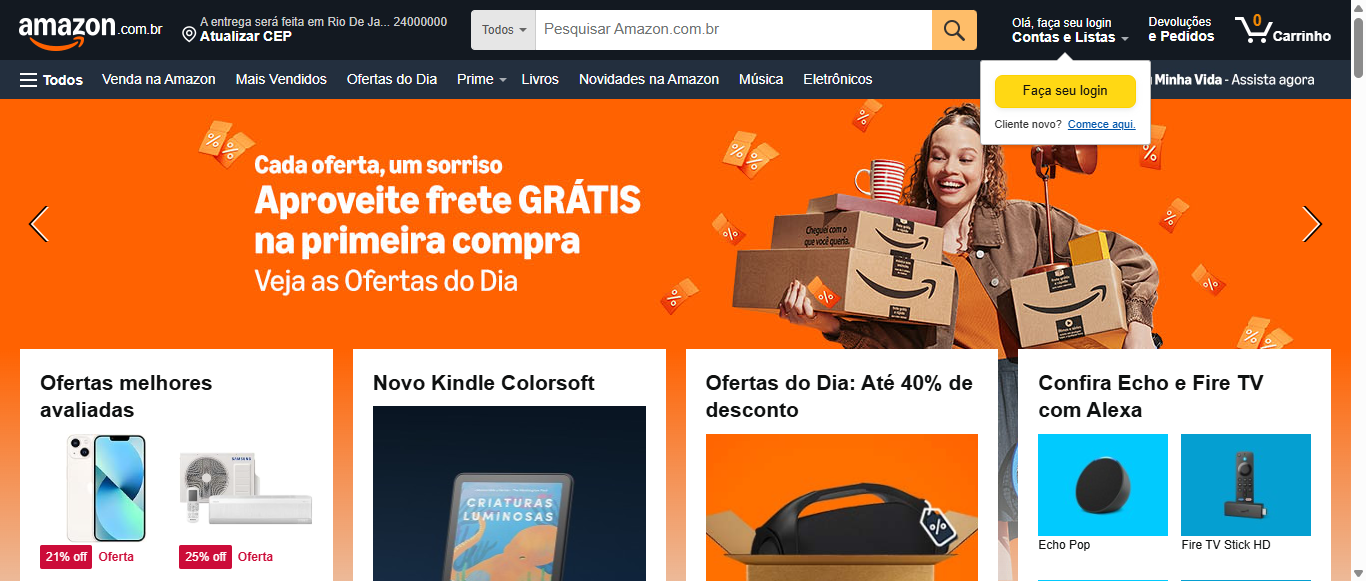 amazon.com.br
A entrega será feita em Rio De Ja... 24000000
Atualizar CEP
Todos
Pesquisar Amazon.com.br
Olá, faça seu login
Contas e Listas
Devoluções
e Pedidos
0
Carrinho
Todos
Venda na Amazon
Mais Vendidos
Ofertas do Dia
Prime
Livros
Novidades na Amazon
Música
Eletrônicos
Minha Vida - Assista agora
Faça seu login
Cliente novo? Comece aqui.
Cada oferta, um sorriso
Aproveite frete GRÁTIS
na primeira compra
Veja as Ofertas do Dia
Cheguei com o
que você queria.
Ofertas melhores
avaliadas
21% off Oferta
SAMSUNG
25% off Oferta
Novo Kindle Colorsoft
CRIATURAS
LUMINOSAS
Ofertas do Dia: Até 40% de
desconto
%
Confira Echo e Fire TV
com Alexa
Echo Pop
Fire TV Stick HD